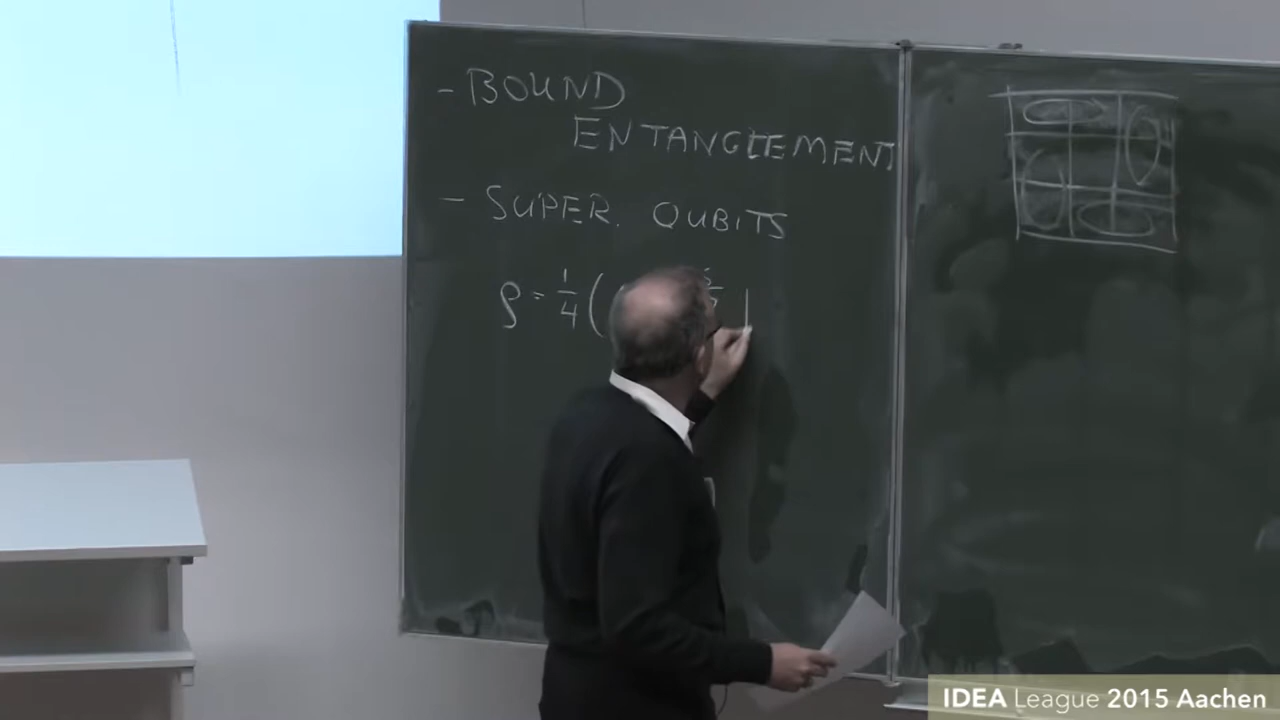 - BOUND
ENTANGLEMENT
- SUPER. QUBITS
ρ = 1/4 (
IDEA League 2015 Aachen